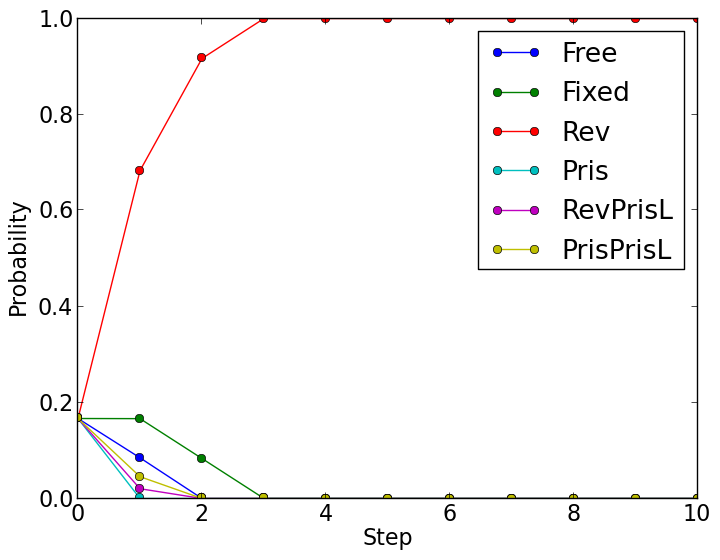 1.0
0.8
0.6
0.4
0.2
0.0
Probability
0 2 4 6 8 10
Step
Free
Fixed
Rev
Pris
RevPrisL
PrisPrisL